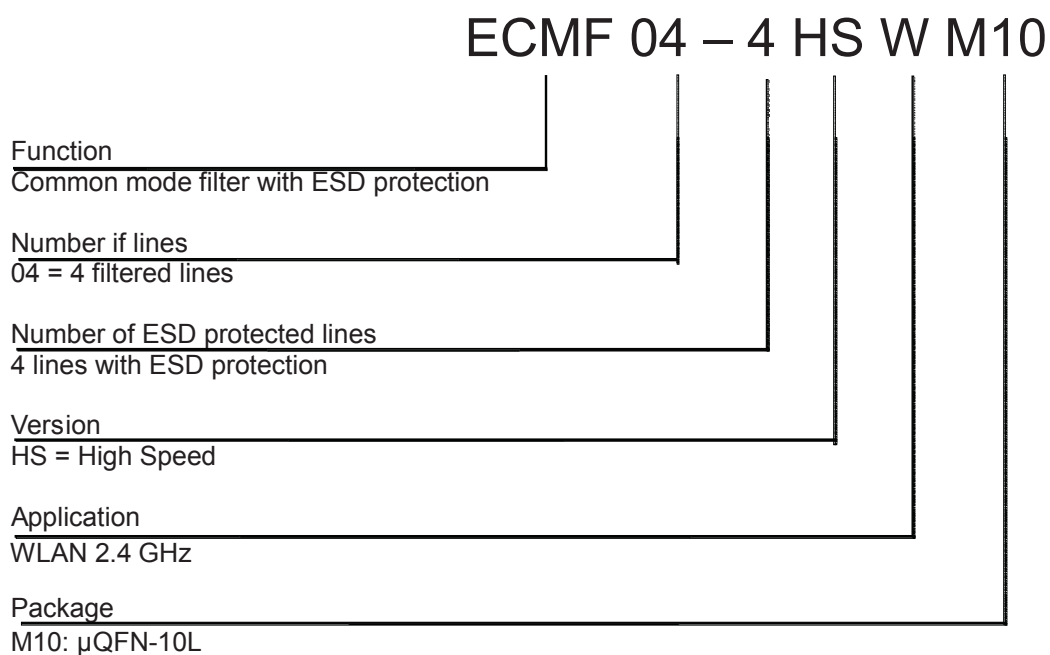 ECMF 04 – 4 HS W M10
Function
Common mode filter with ESD protection
Number if lines
04 = 4 filtered lines
Number of ESD protected lines
4 lines with ESD protection
Version
HS = High Speed
Application
WLAN 2.4 GHz
Package
M10: µQFN-10L